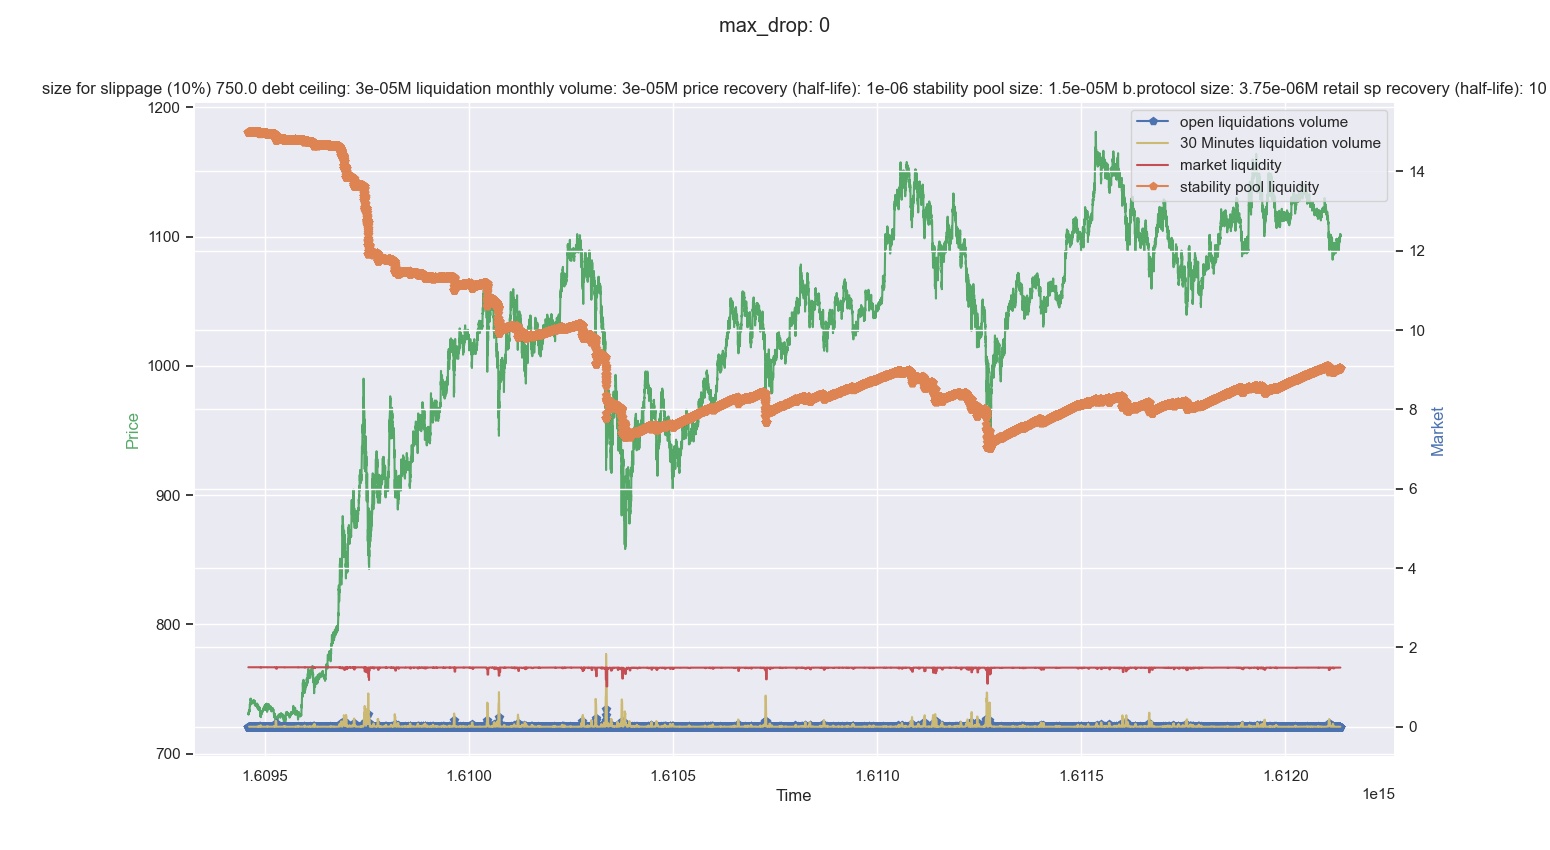 max_drop: 0
size for slippage (10%) 750.0 debt ceiling: 3e-05M liquidation monthly volume: 3e-05M price recovery (half-life): 1e-06 stability pool size: 1.5e-05M b.protocol size: 3.75e-06M retail sp recovery (half-life): 10
1200
1100
1000
900
800
700
Price
open liquidations volume
30 Minutes liquidation volume
market liquidity
stability pool liquidity
14
12
10
8
6
4
2
0
Market
1.6095 1.6100 1.6105 1.6110 1.6115 1.6120
Time
1e15